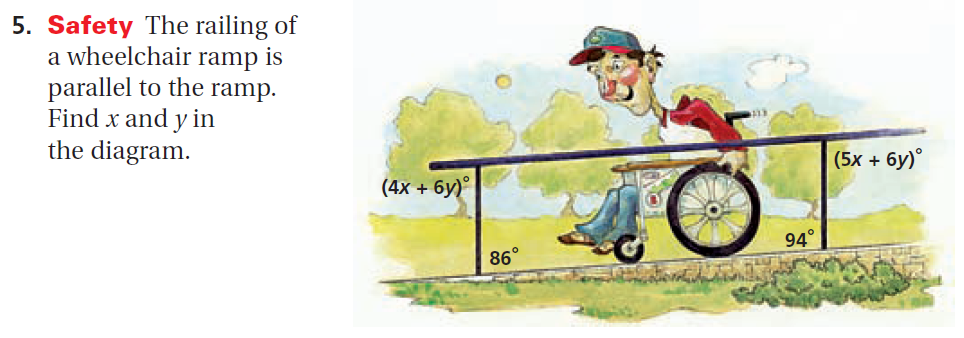 5. Safety The railing of
a wheelchair ramp is
parallel to the ramp.
Find x and y in
the diagram.
(4x + 6y)°
(5x + 6y)°
86°
94°